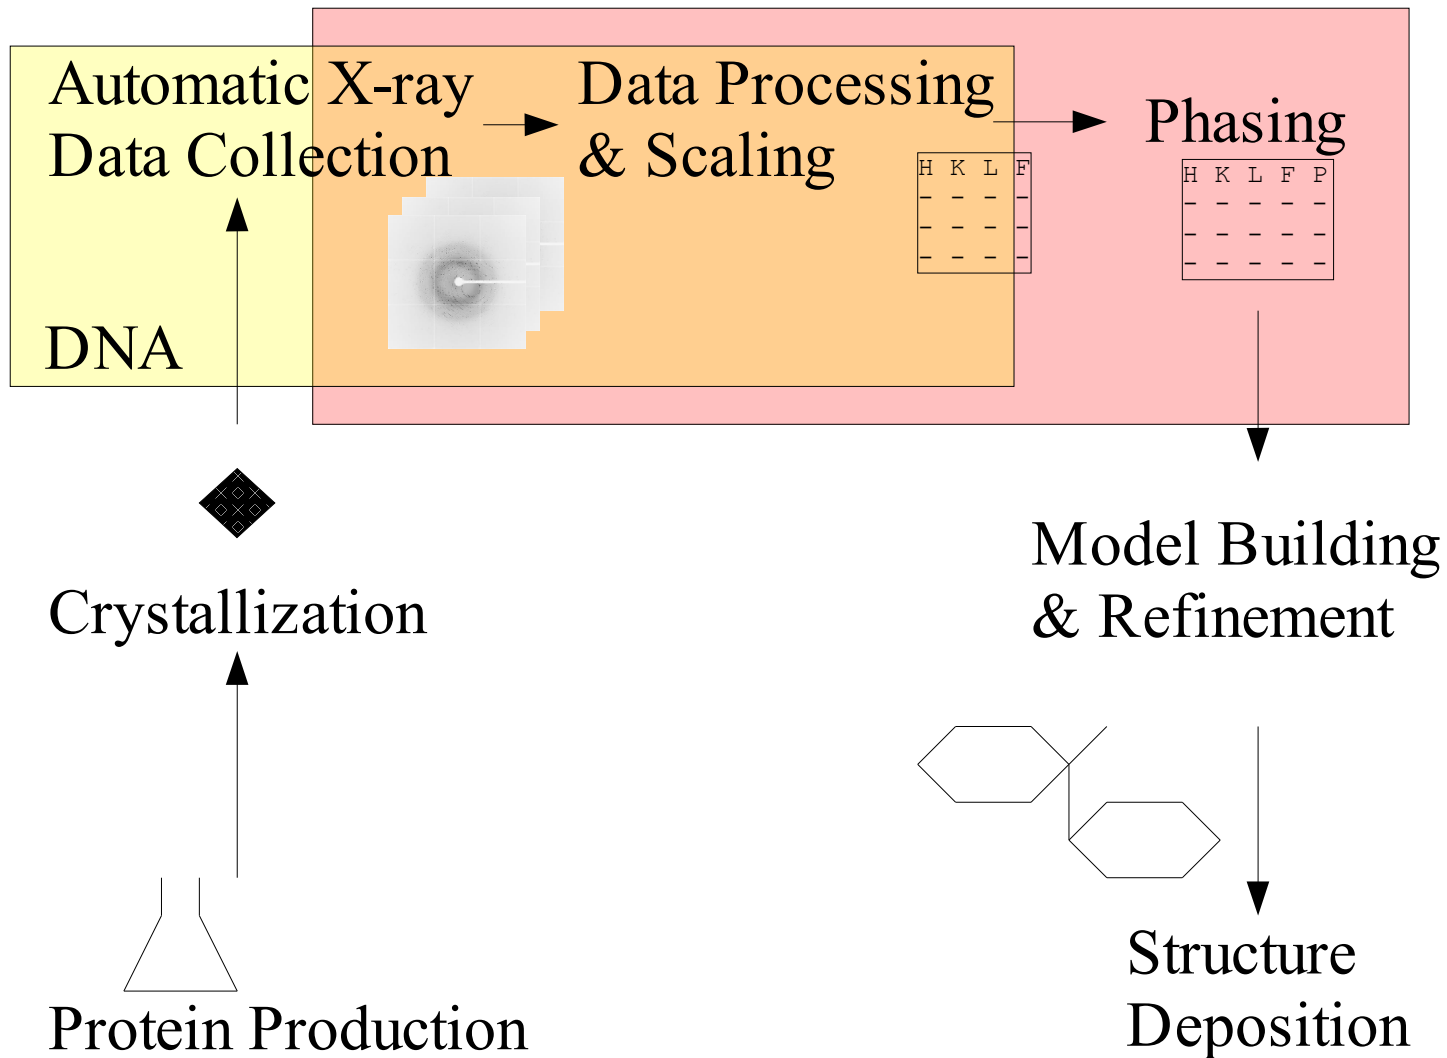 Automatic X-ray
Data Collection
Data Processing
& Scaling
Phasing
H K L F
- - - -
- - - -
- - - -
H K L F P
- - - - -
- - - - -
- - - - -
DNA
Crystallization
Model Building
& Refinement
Protein Production
Structure
Deposition